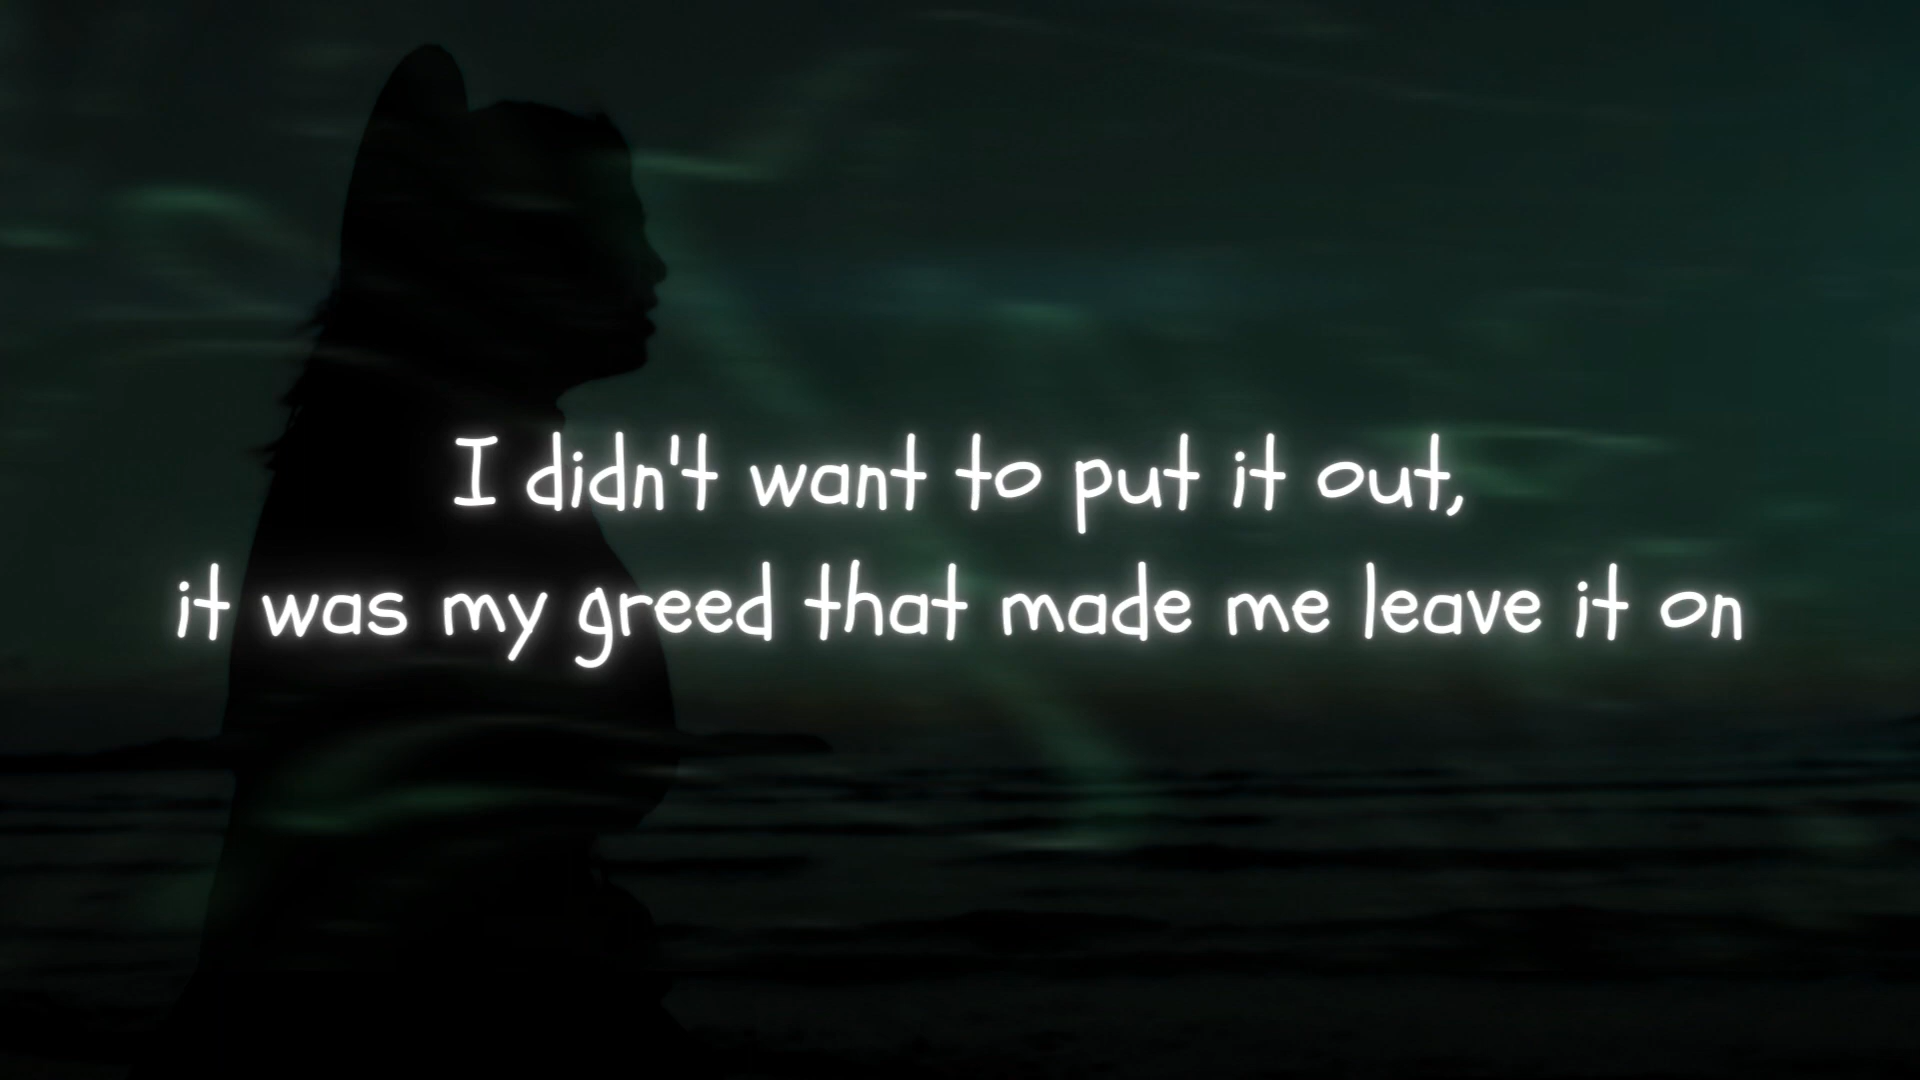 I didn't want to put it out,
it was my greed that made me leave it on